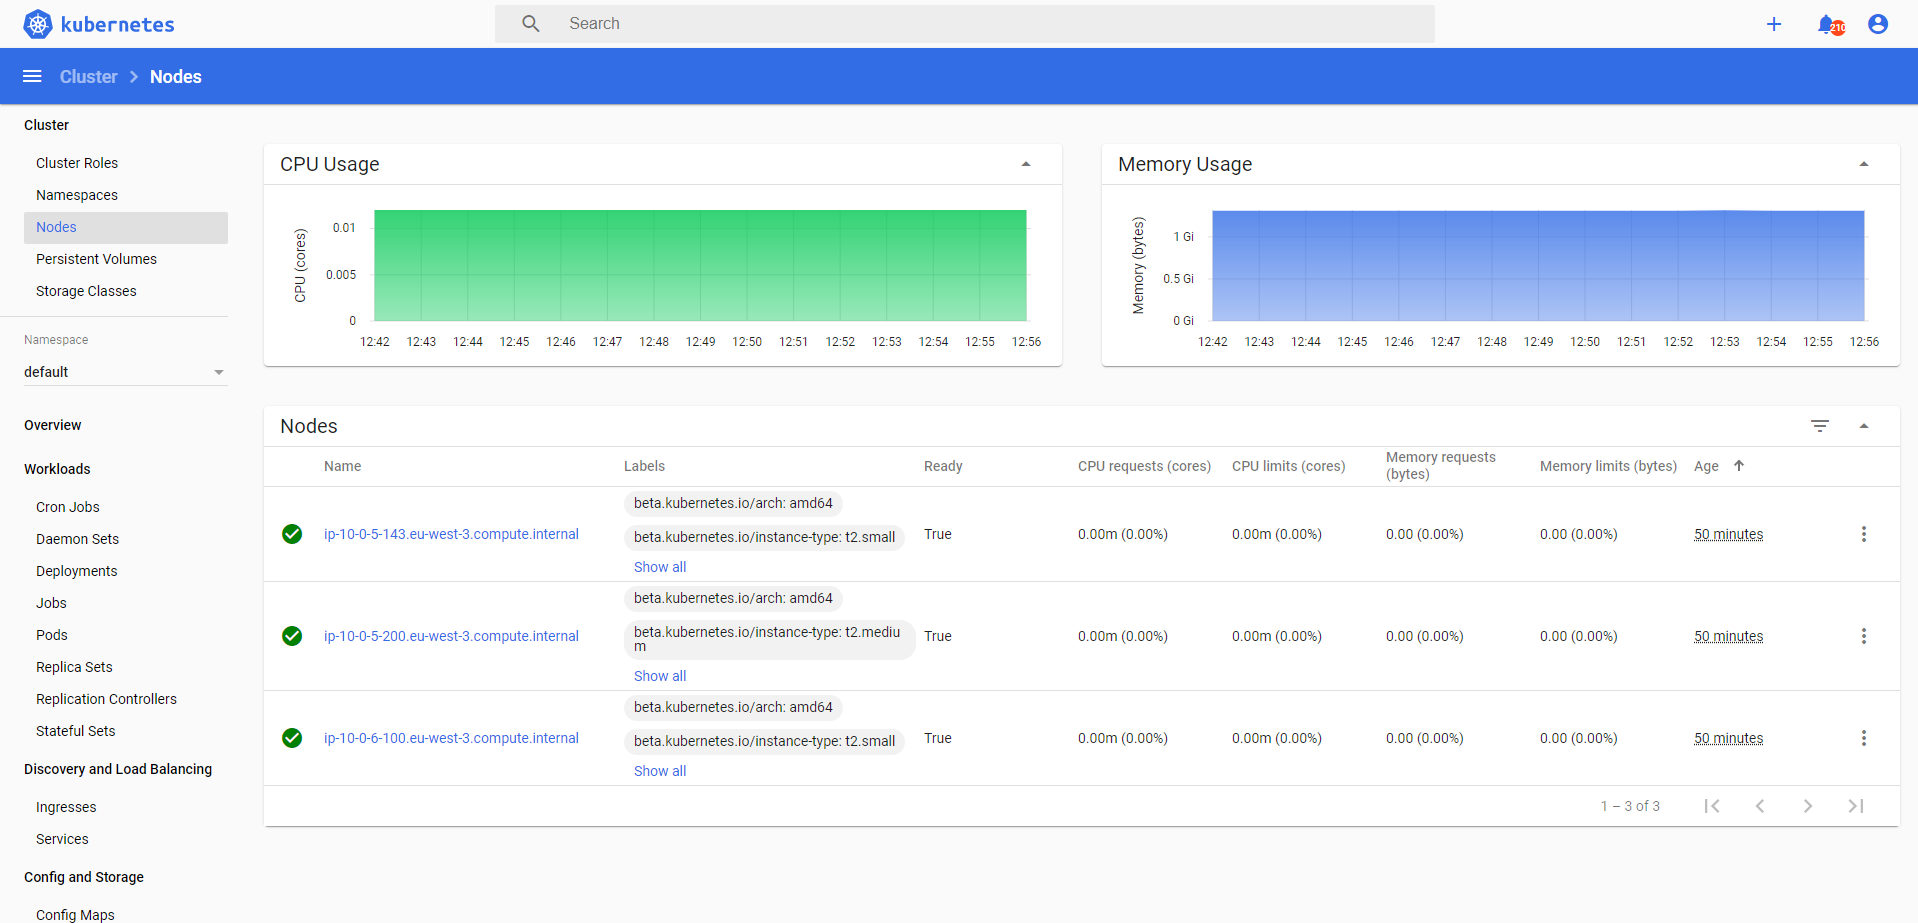 kubernetes
Search
210
Cluster
Nodes
Cluster
Cluster Roles
Namespaces
Nodes
Persistent Volumes
Storage Classes
Namespace
default
Overview
Workloads
Cron Jobs
Daemon Sets
Deployments
Jobs
Pods
Replica Sets
Replication Controllers
Stateful Sets
Discovery and Load Balancing
Ingresses
Services
Config and Storage
Config Maps
CPU Usage
CPU (cores)
0.01
0.005
0
12:42 12:43 12:44 12:45 12:46 12:47 12:48 12:49 12:50 12:51 12:52 12:53 12:54 12:55 12:56
Memory Usage
Memory (bytes)
1 Gi
0.5 Gi
0 Gi
12:42 12:43 12:44 12:45 12:46 12:47 12:48 12:49 12:50 12:51 12:52 12:53 12:54 12:55 12:56
Nodes
Name Labels Ready CPU requests (cores) CPU limits (cores) Memory requests (bytes) Memory limits (bytes) Age
beta.kubernetes.io/arch: amd64
ip-10-0-5-143.eu-west-3.compute.internal beta.kubernetes.io/instance-type: t2.small True 0.00m (0.00%) 0.00m (0.00%) 0.00 (0.00%) 0.00 (0.00%) 50 minutes
Show all
beta.kubernetes.io/arch: amd64
ip-10-0-5-200.eu-west-3.compute.internal beta.kubernetes.io/instance-type: t2.mediu
m True 0.00m (0.00%) 0.00m (0.00%) 0.00 (0.00%) 0.00 (0.00%) 50 minutes
Show all
beta.kubernetes.io/arch: amd64
ip-10-0-6-100.eu-west-3.compute.internal beta.kubernetes.io/instance-type: t2.small True 0.00m (0.00%) 0.00m (0.00%) 0.00 (0.00%) 0.00 (0.00%) 50 minutes
Show all
1 – 3 of 3